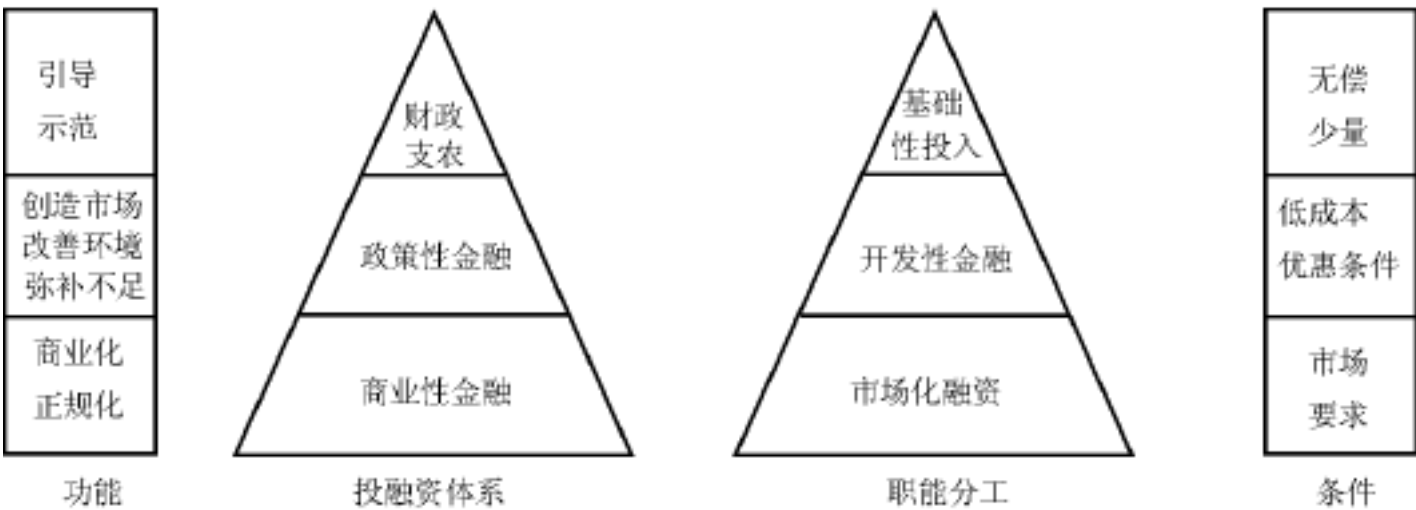 引导
示范
创造市场
改善环境
弥补不足
商业化
正规化
功能
财政
支农
政策性金融
商业性金融
投融资体系
基础
性投入
开发性金融
市场化融资
职能分工
无偿
少量
低成本
优惠条件
市场
要求
条件